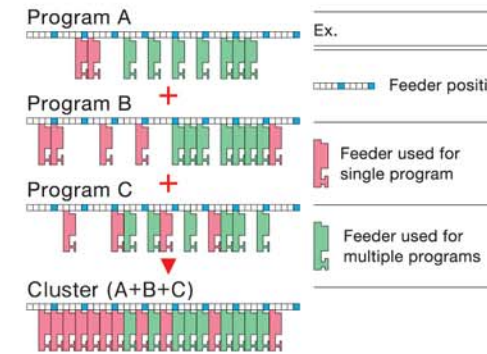 Program A
Ex.
Feeder positi
Program B
Feeder used for
single program
Program C
Feeder used for
multiple programs
Cluster (A+B+C)